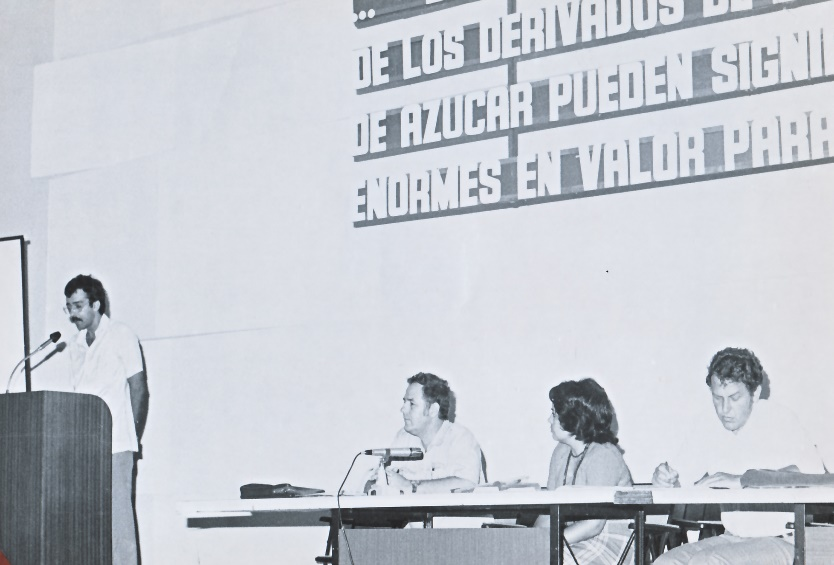 ...
DE LOS DERIVADOS DE
DE AZUCAR PUEDEN SIGNI
ENORMES EN VALOR PARA